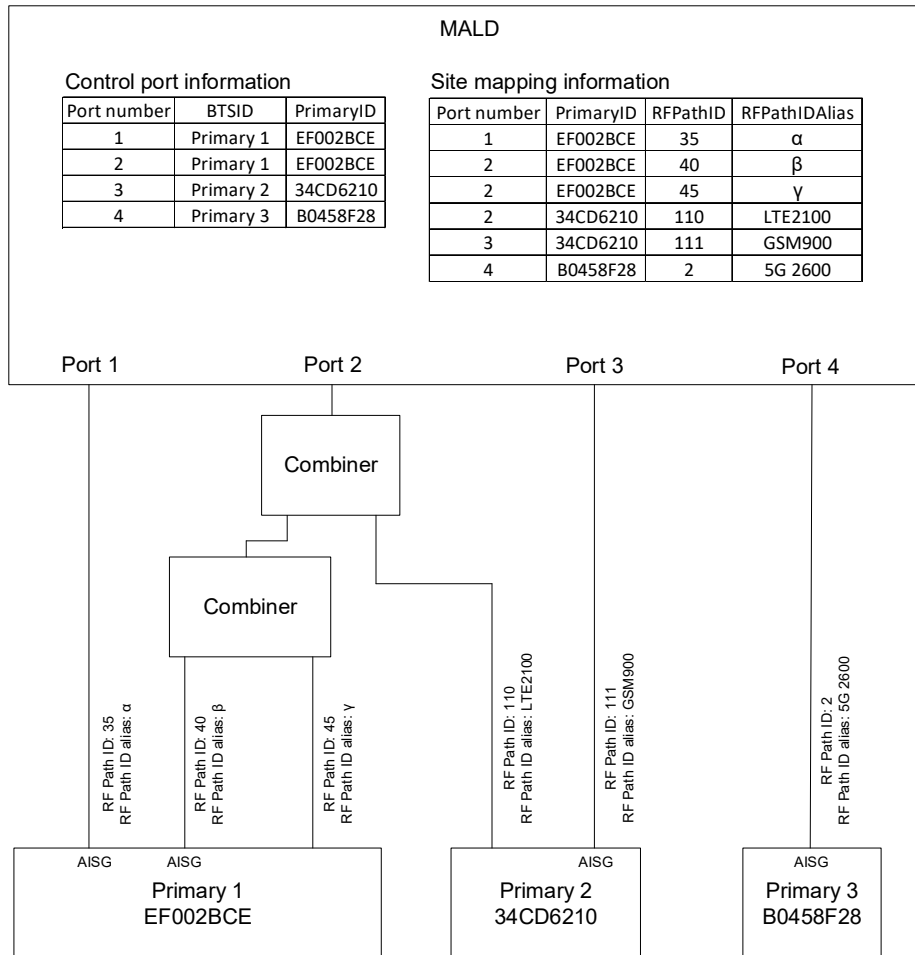 MALD
Control port information
Port number BTSID PrimaryID
1 Primary 1 EF002BCE
2 Primary 1 EF002BCE
3 Primary 2 34CD6210
4 Primary 3 B0458F28
Site mapping information
Port number PrimaryID RFPathID RFPathIDAlias
1 EF002BCE 35 α
2 EF002BCE 40 β
2 EF002BCE 45 γ
2 34CD6210 110 LTE2100
3 34CD6210 111 GSM900
4 B0458F28 2 5G 2600
Port 1 Port 2 Port 3 Port 4
Combiner
Combiner
RF Path ID: 35
RF Path ID alias: α
RF Path ID: 40
RF Path ID alias: β
RF Path ID: 45
RF Path ID alias: γ
RF Path ID: 110
RF Path ID alias: LTE2100
RF Path ID: 111
RF Path ID alias: GSM900
RF Path ID: 2
RF Path ID alias: 5G 2600
AISG AISG
Primary 1
EF002BCE
AISG
Primary 2
34CD6210
AISG
Primary 3
B0458F28